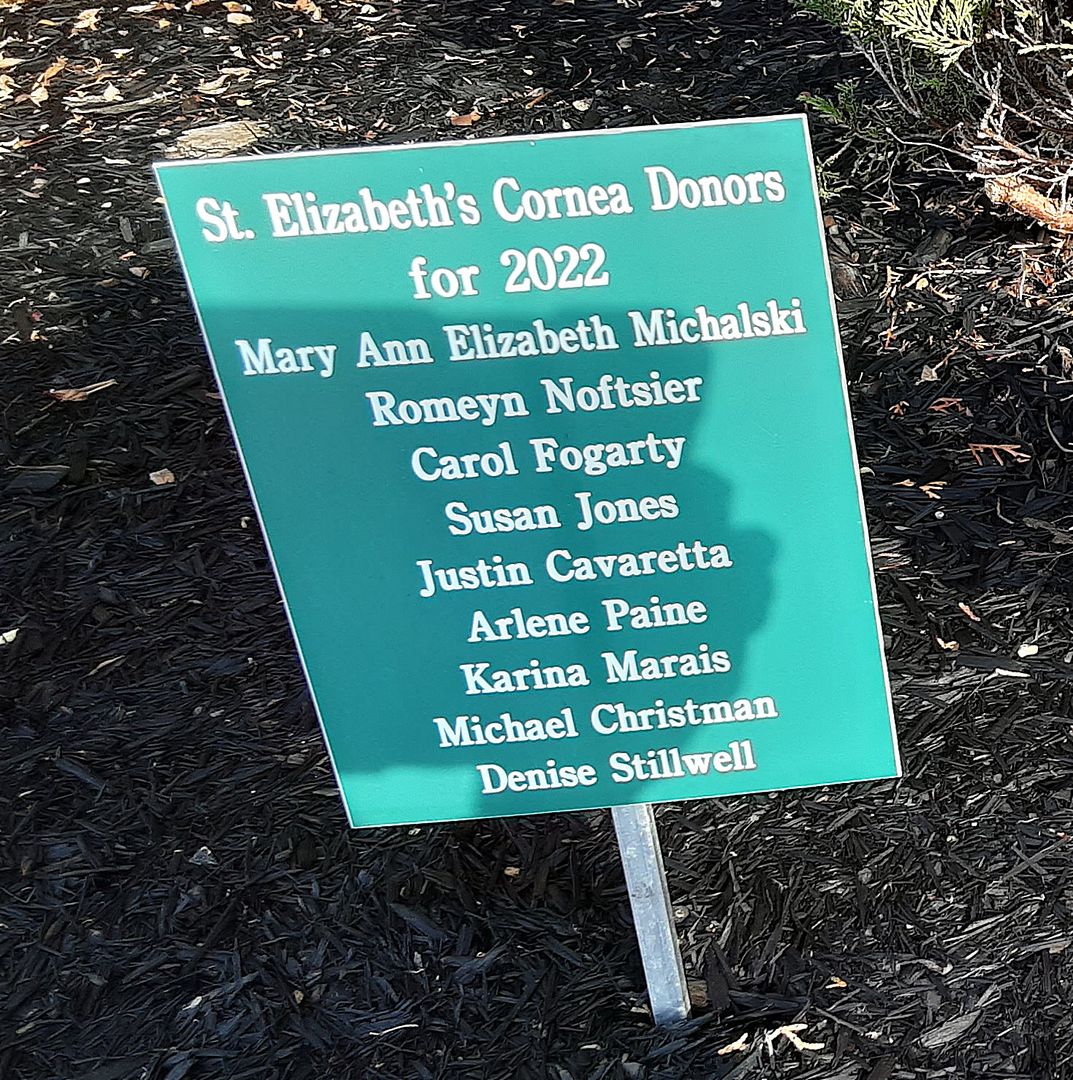 St. Elizabeth's Cornea Donors
for 2022
Mary Ann Elizabeth Michalski
Romeyn Noftsier
Carol Fogarty
Susan Jones
Justin Cavaretta
Arlene Paine
Karina Marais
Michael Christman
Denise Stillwell